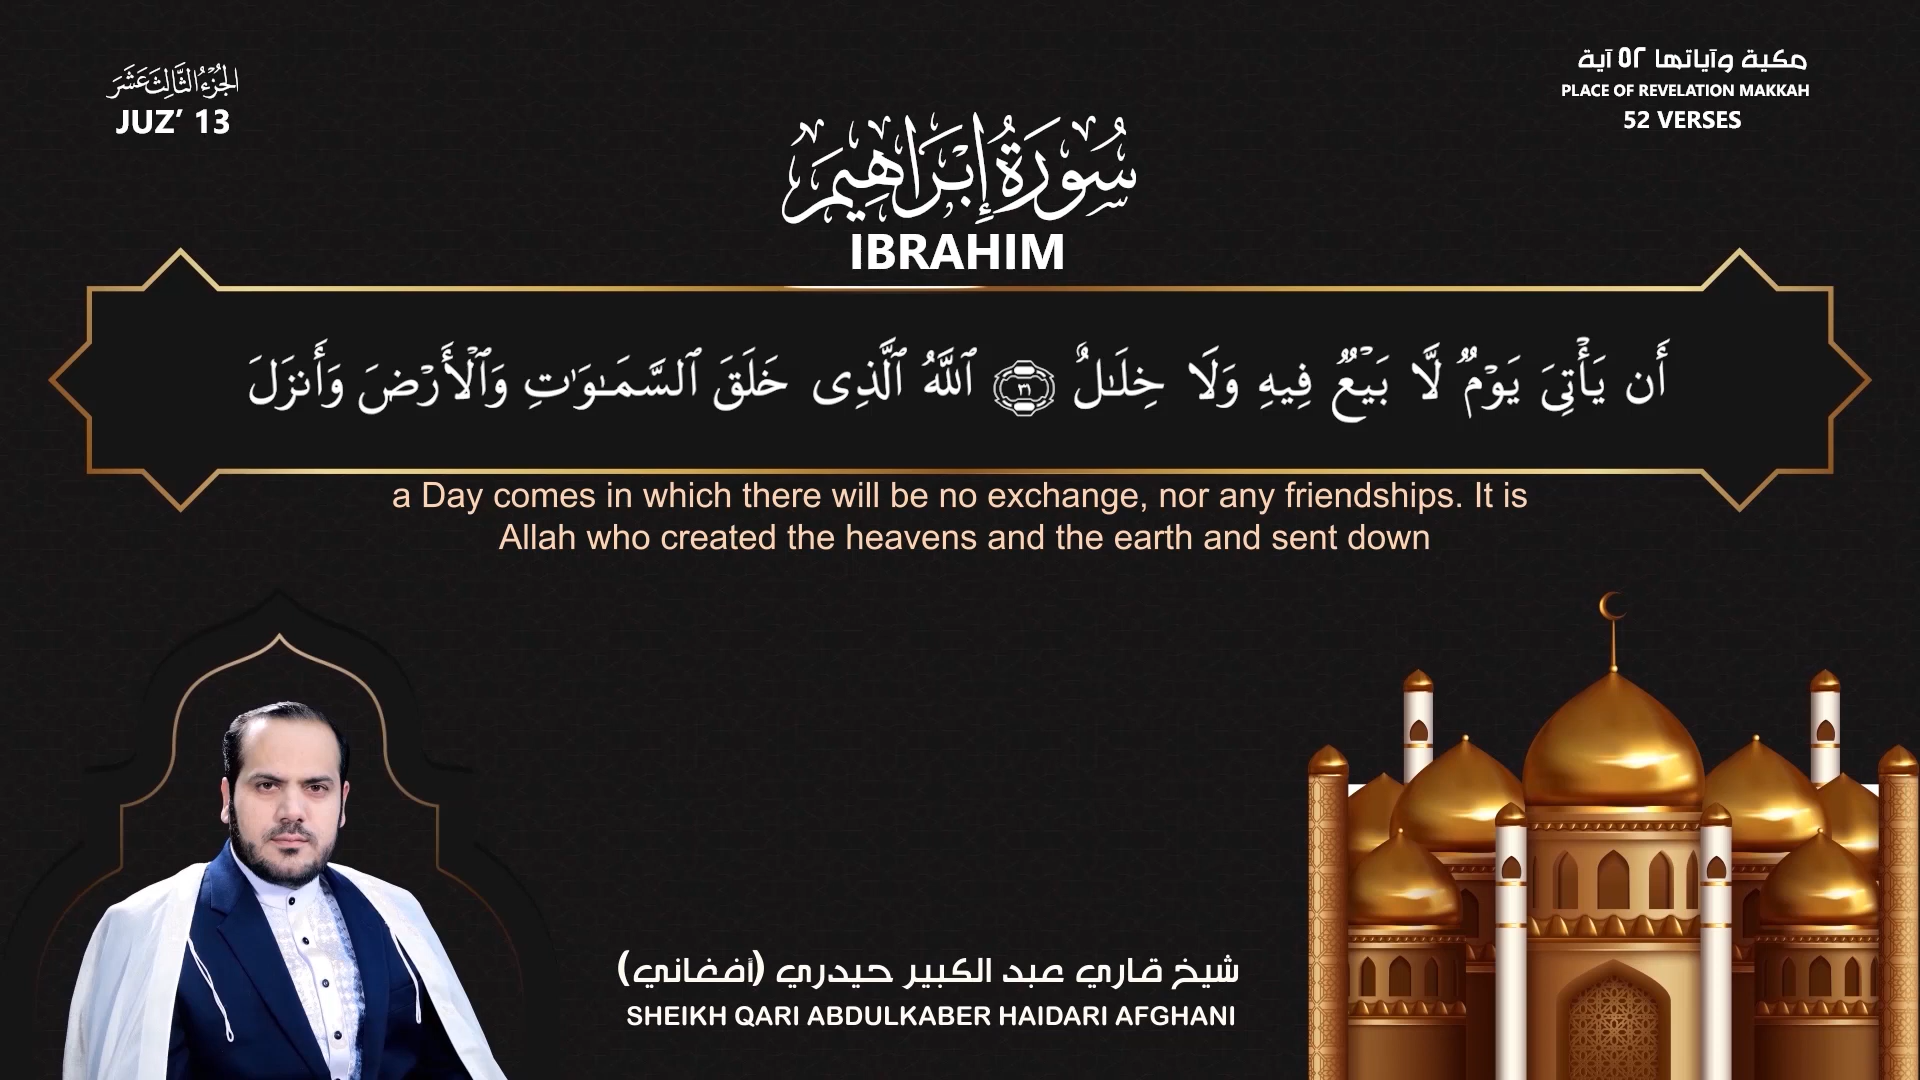 الجزء الثالث عشر
JUZ’ 13
مكية وآياتها ٥٢ آية
PLACE OF REVELATION MAKKAH
52 VERSES
سُورَةُ إِبْرَاهِيمَ
IBRAHIM
أَن يَأْتِىَ يَوْمٌ لَّا بَيْعٌ فِيهِ وَلَا خِلَـٰلٌ ۝٣١ ٱللَّهُ ٱلَّذِى خَلَقَ ٱلسَّمَـٰوَٰتِ وَٱلْأَرْضَ وَأَنزَلَ
a Day comes in which there will be no exchange, nor any friendships. It is
Allah who created the heavens and the earth and sent down
شيخ قاري عبد الكبير حيدري (أفغاني)
SHEIKH QARI ABDULKABER HAIDARI AFGHANI